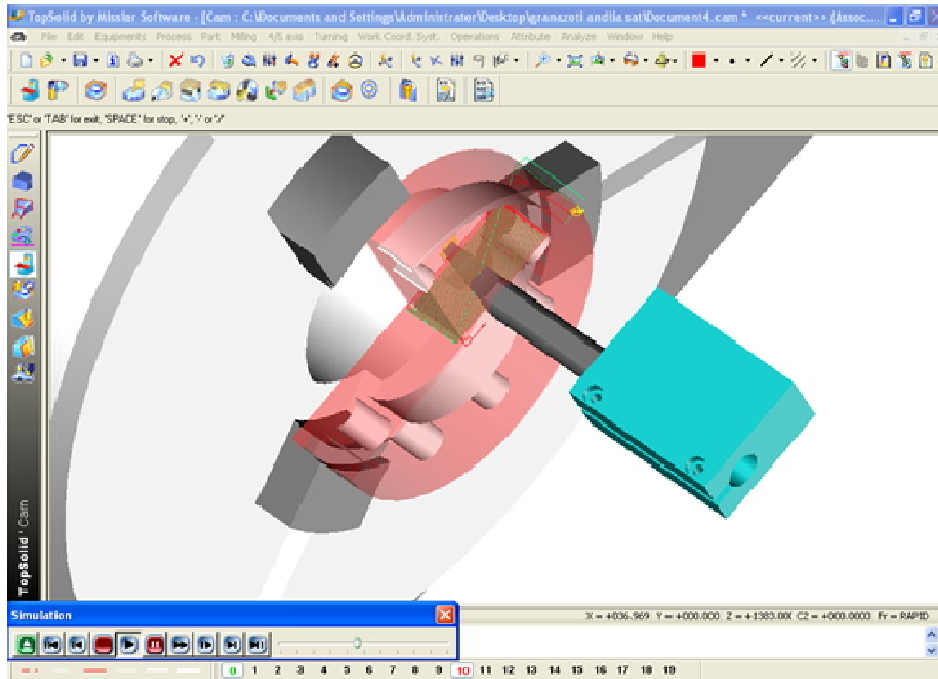 TopSolid by Missler Software - [Cam : C:\Documents and Settings\Administrator\Desktop\granazoti andila sat\Document4..cam * <<current>> (Assoc....
File Edit Equipments Process Part Milling 4/5 axis Turning Work Coord. Syst. Operations Attribute Analyze Window Help
'ESC' or 'TAB' for exit, 'SPACE' for stop, '+', '-' or '/'
TopSolid'Cam
X = +036.969 Y = +000.000 Z = +1383.00( C2 = +000.0000 Fr = RAPID
Simulation
0 1 2 3 4 5 6 7 8 9 10 11 12 13 14 15 16 17 18 19